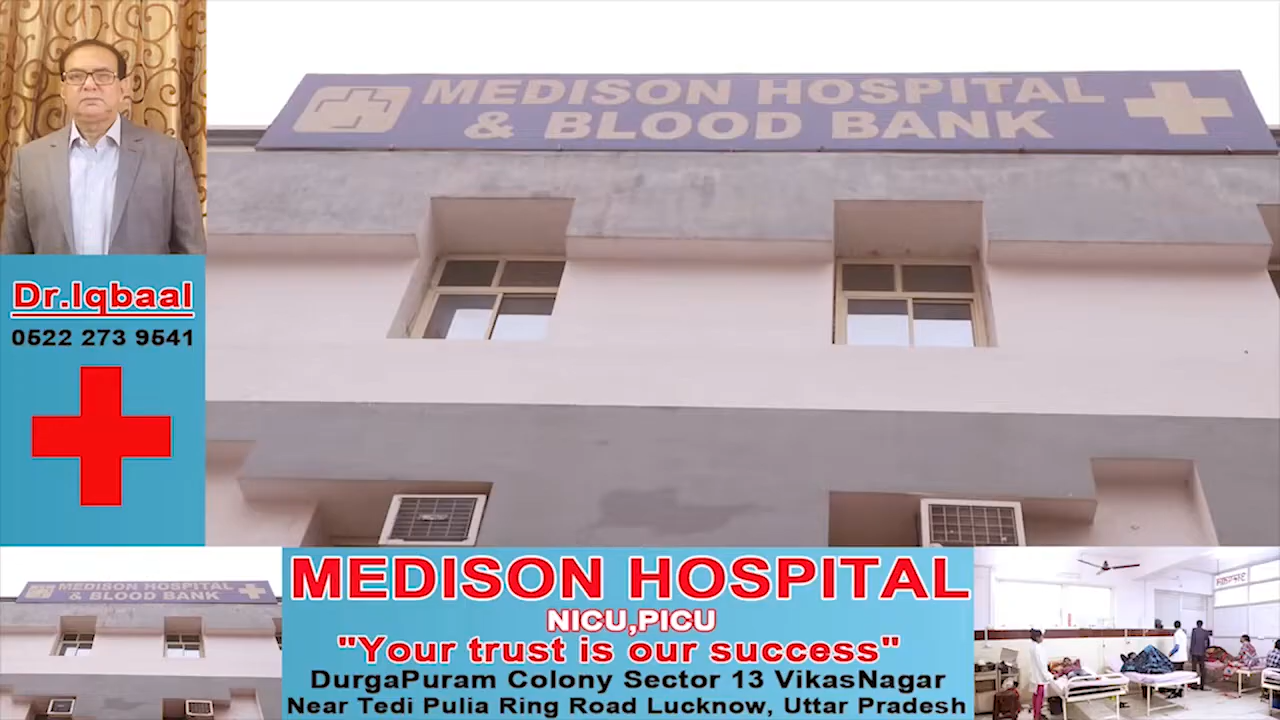 MEDISON HOSPITAL
& BLOOD BANK
Dr.Iqbaal
0522 273 9541
MEDISON HOSPITAL
& BLOOD BANK
MEDISON HOSPITAL
NICU,PICU
"Your trust is our success"
DurgaPuram Colony Sector 13 VikasNagar
Near Tedi Pulia Ring Road Lucknow, Uttar Pradesh